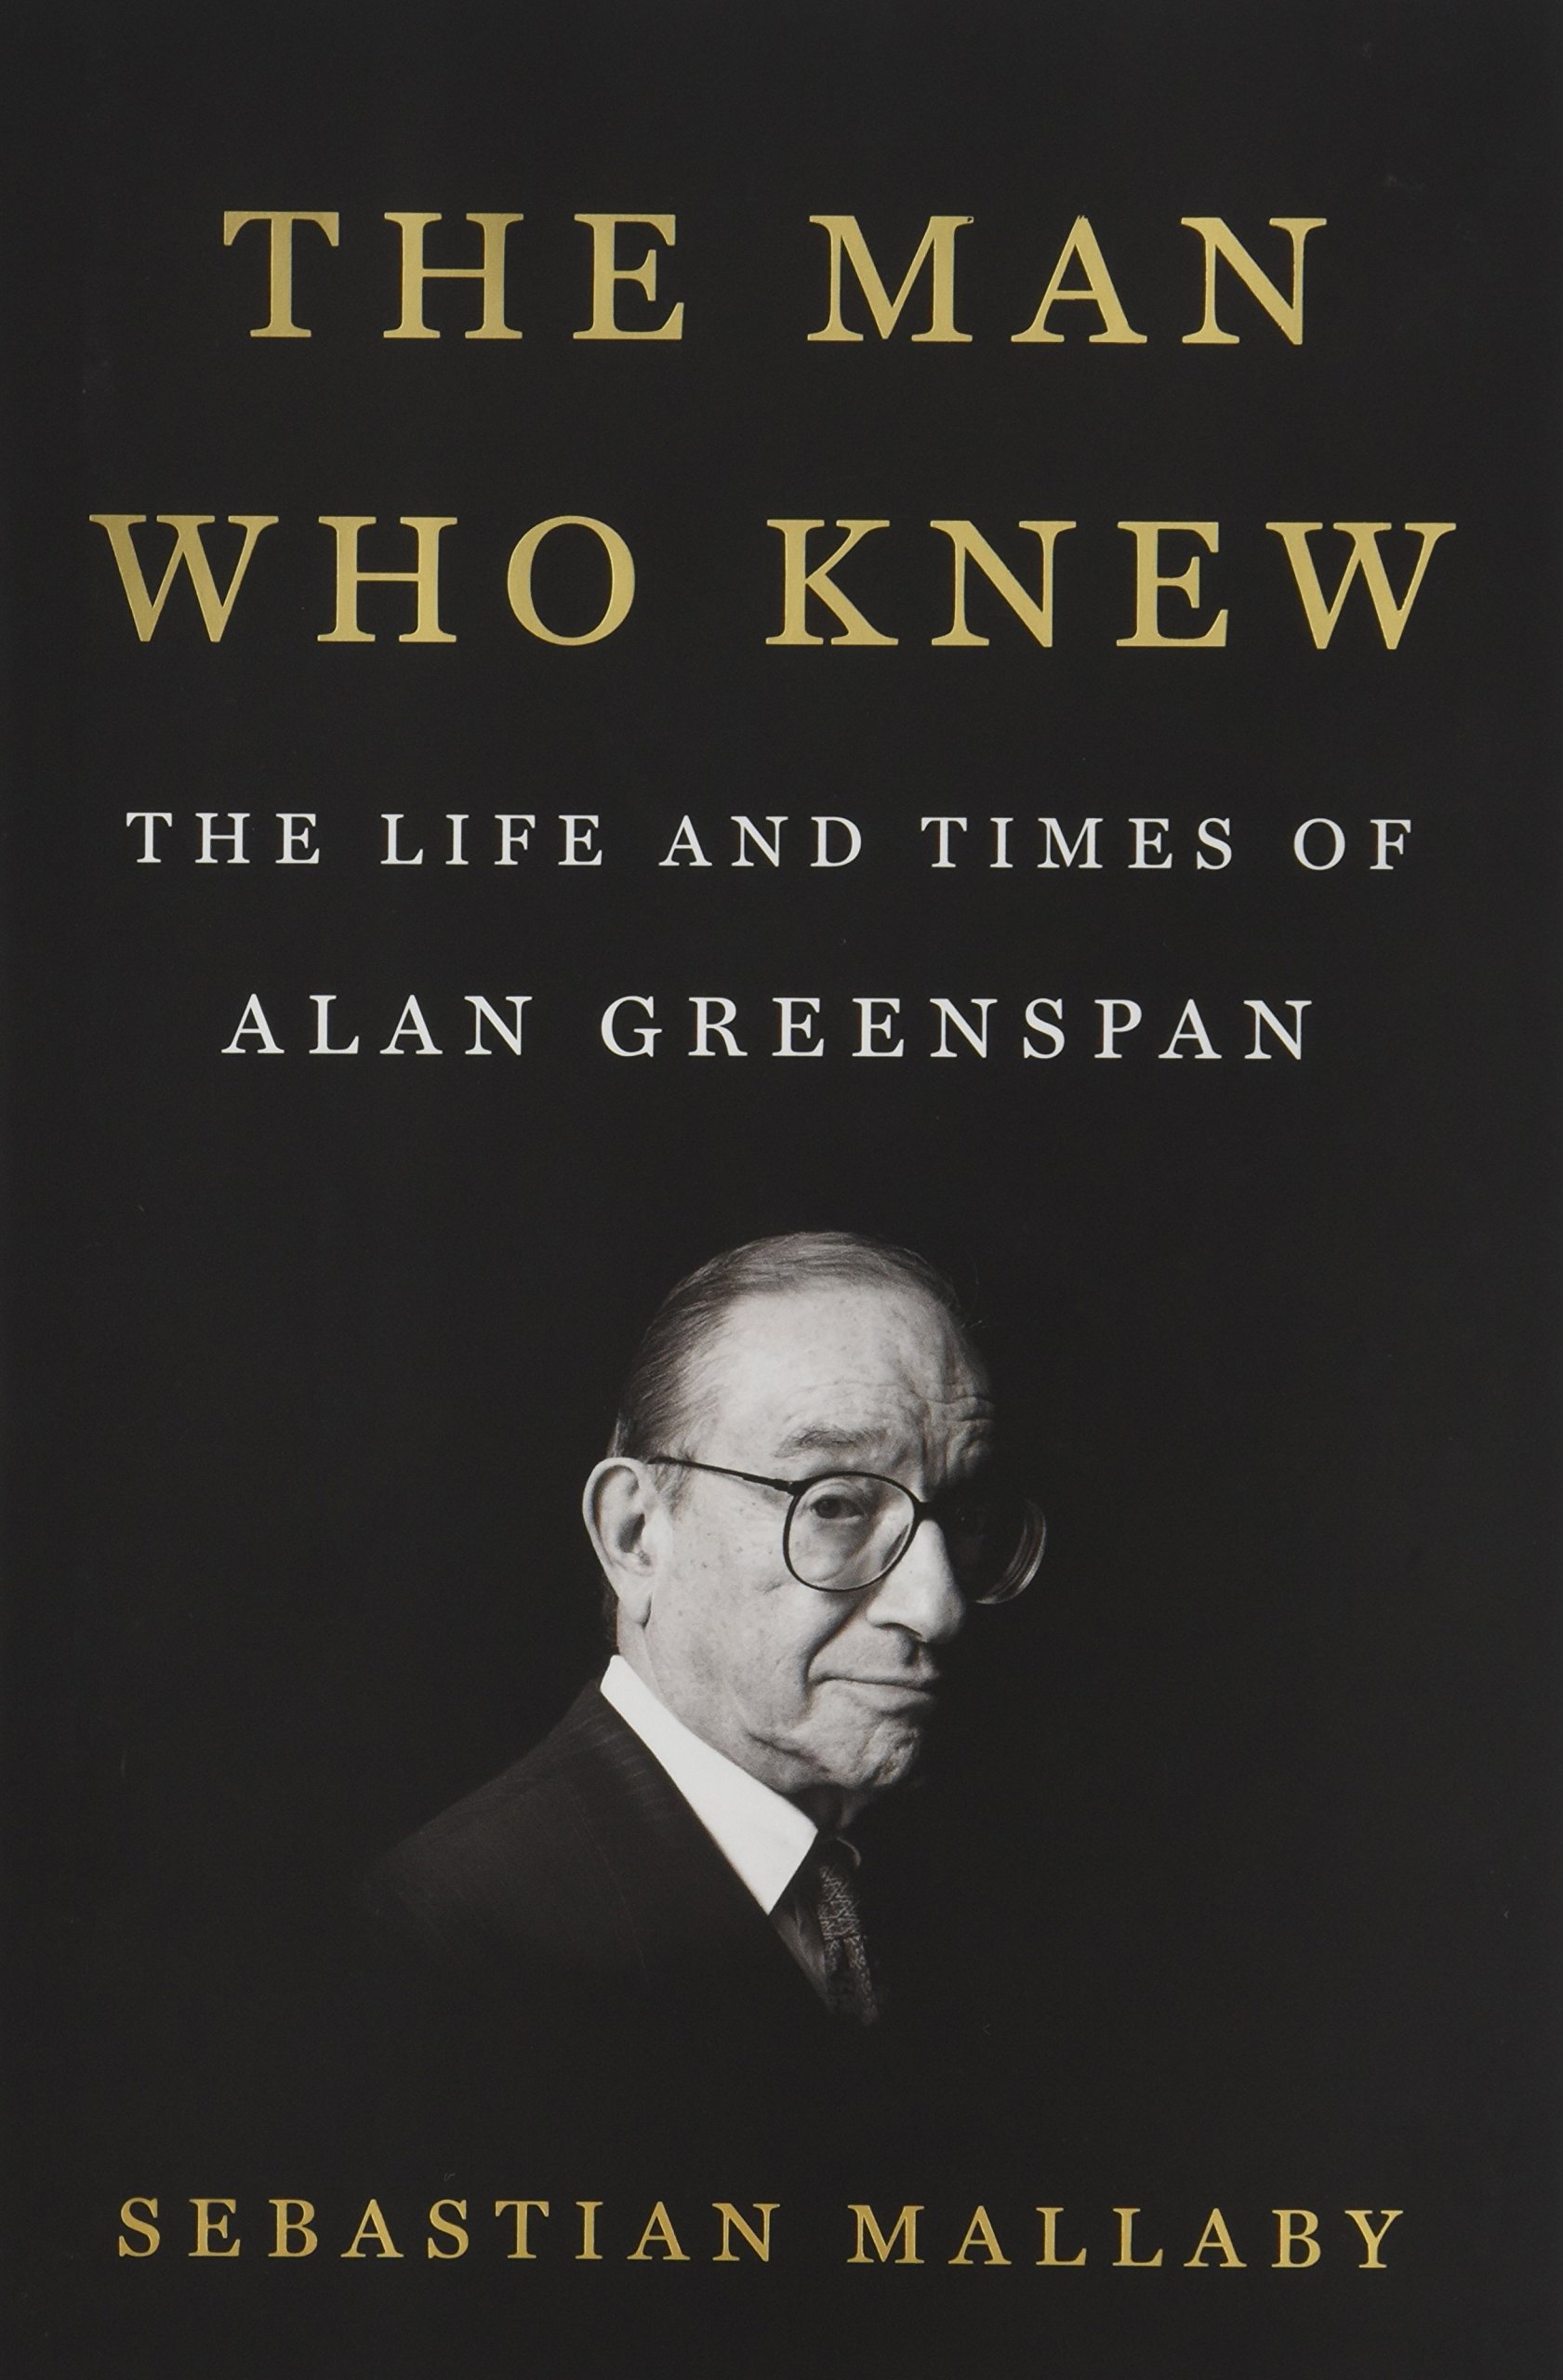 THE MAN
WHO KNEW
THE LIFE AND TIMES OF
ALAN GREENSPAN
SEBASTIAN MALLABY